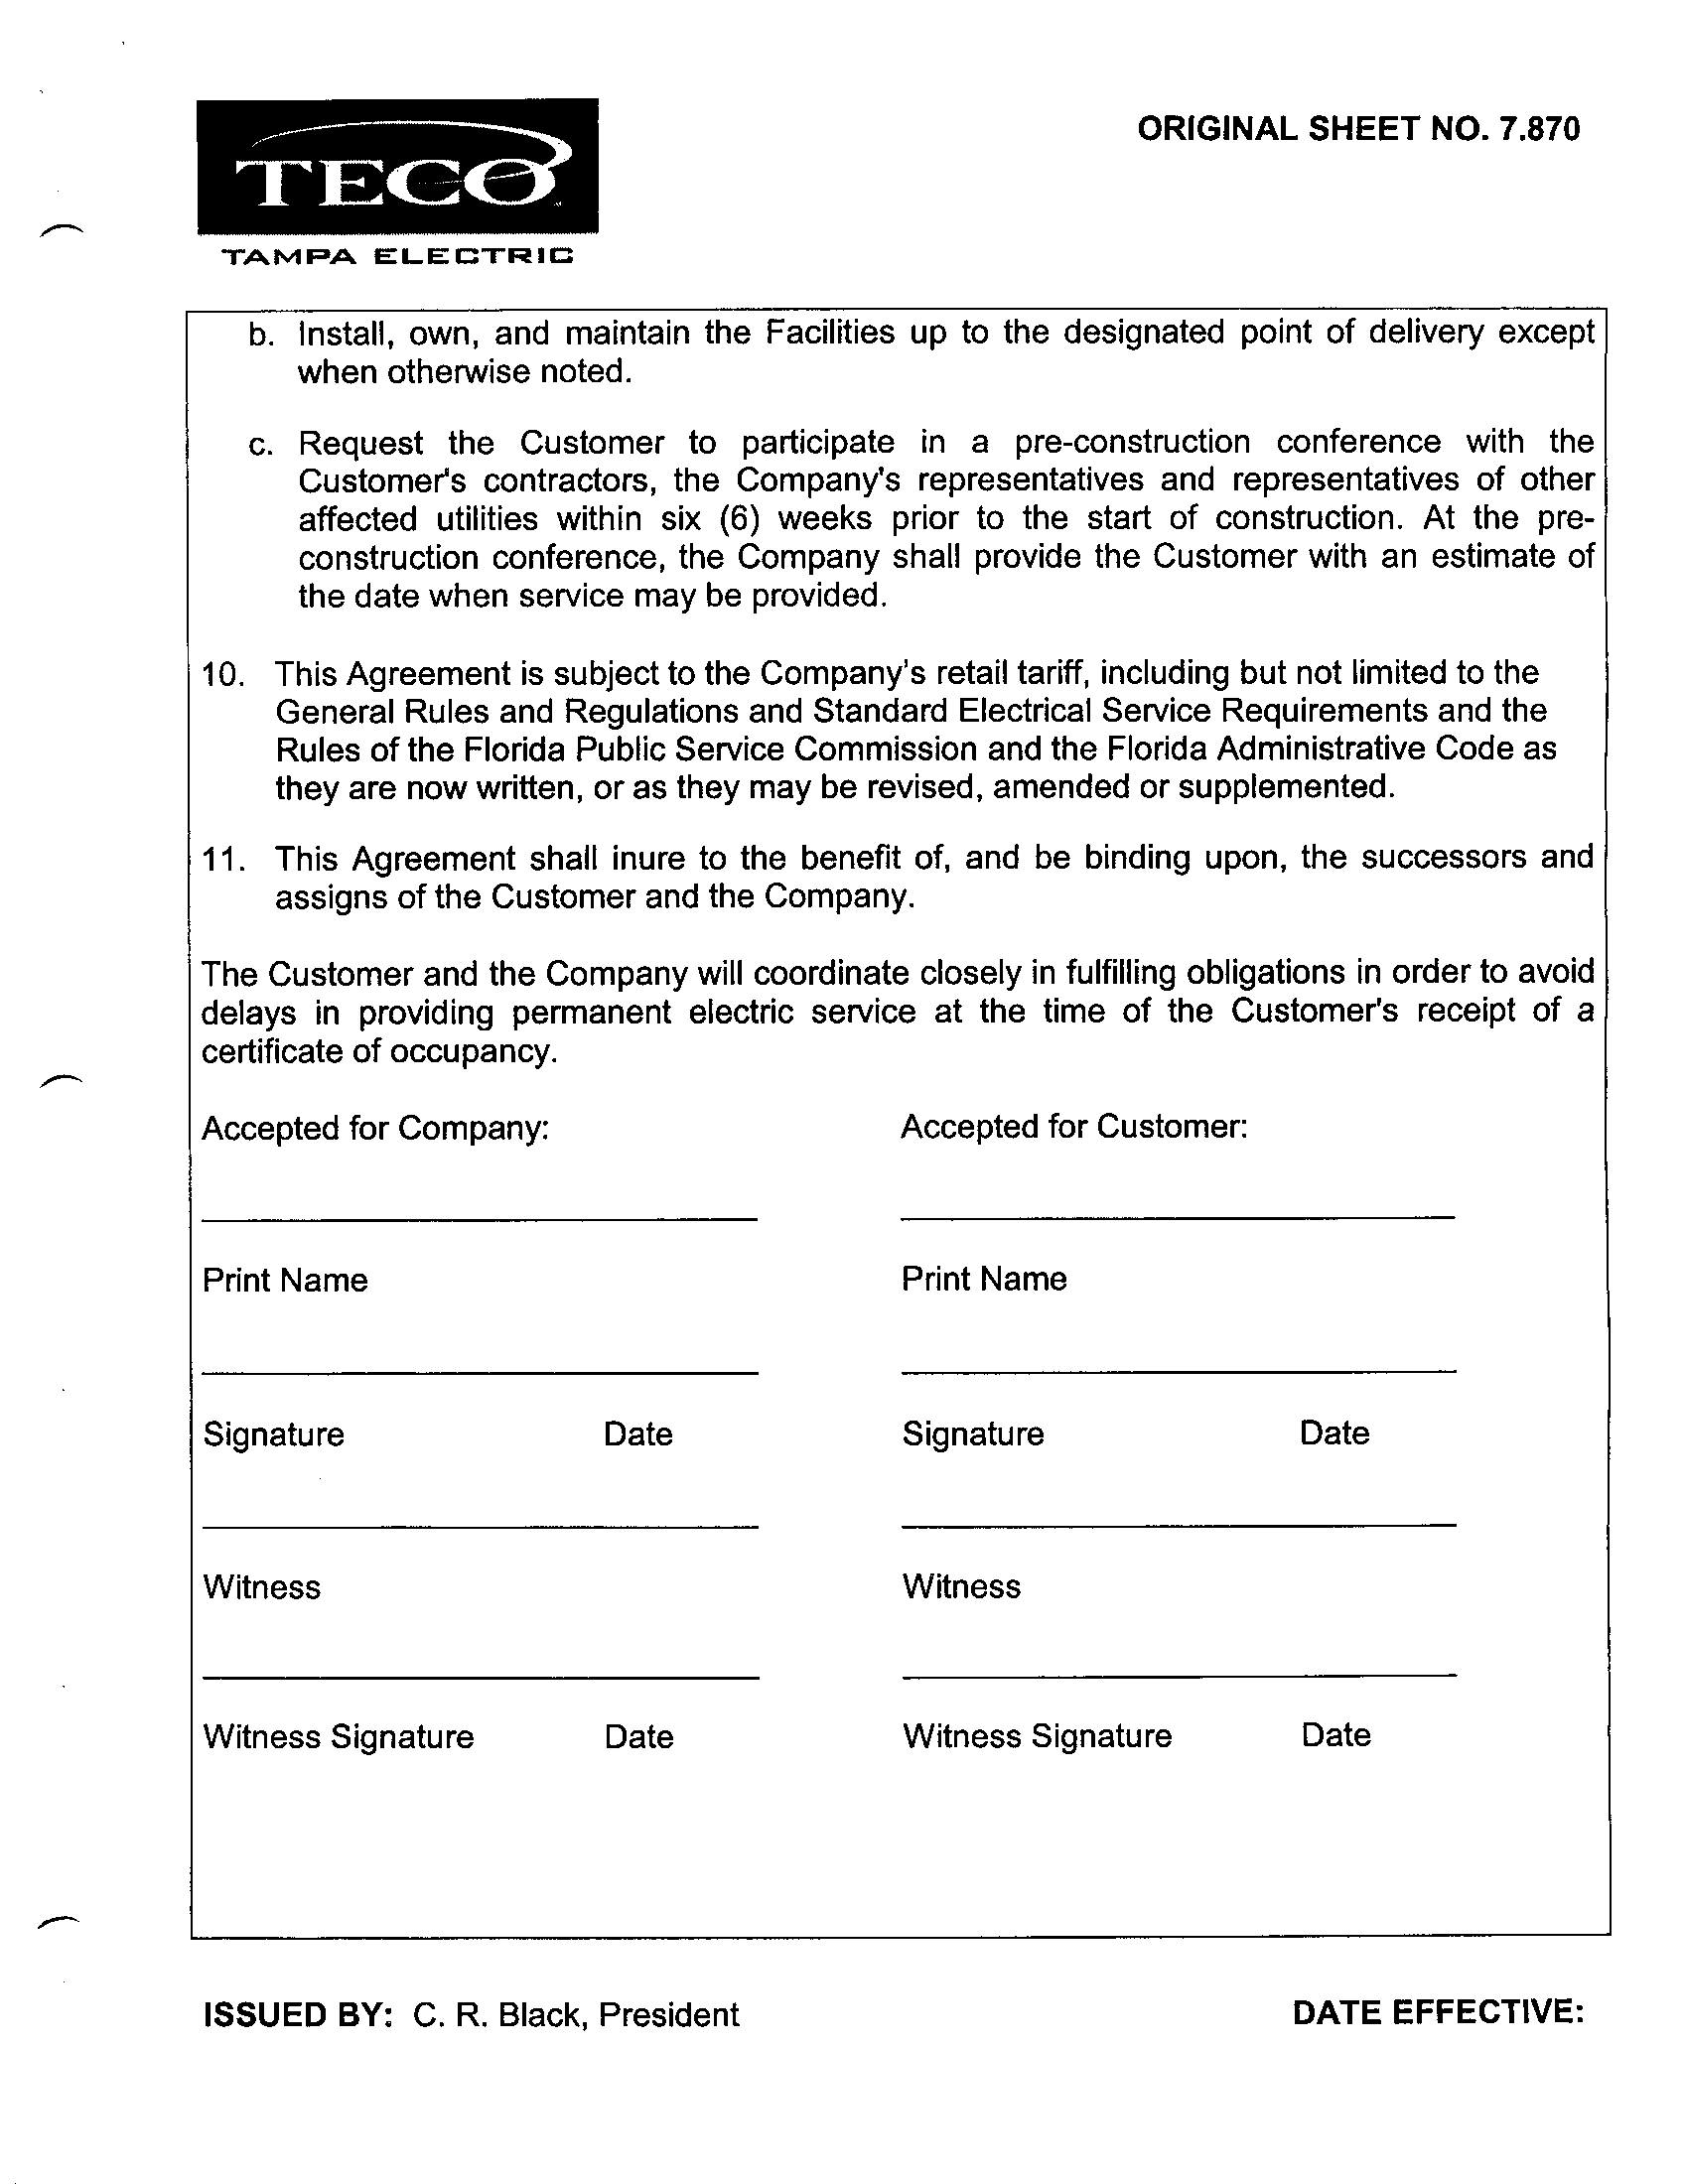 TECO
TAMPA ELECTRIC
ORIGINAL SHEET NO. 7.870
b. Install, own, and maintain the Facilities up to the designated point of delivery except
when otherwise noted.
c. Request the Customer to participate in a pre-construction conference with the
Customer's contractors, the Company's representatives and representatives of other
affected utilities within six (6) weeks prior to the start of construction. At the pre-
construction conference, the Company shall provide the Customer with an estimate of
the date when service may be provided.
10. This Agreement is subject to the Company's retail tariff, including but not limited to the
General Rules and Regulations and Standard Electrical Service Requirements and the
Rules of the Florida Public Service Commission and the Florida Administrative Code as
they are now written, or as they may be revised, amended or supplemented.
11. This Agreement shall inure to the benefit of, and be binding upon, the successors and
assigns of the Customer and the Company.
The Customer and the Company will coordinate closely in fulfilling obligations in order to avoid
delays in providing permanent electric service at the time of the Customer's receipt of a
certificate of occupancy.
Accepted for Company: Accepted for Customer:
Print Name Print Name
Signature Date Signature Date
Witness Witness
Witness Signature Date Witness Signature Date
ISSUED BY: C. R. Black, President DATE EFFECTIVE: